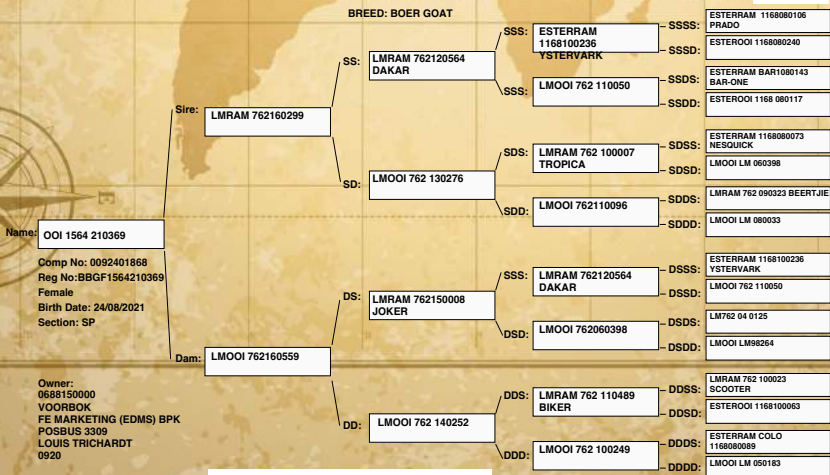 BREED: BOER GOAT
Name:
OOI 1564 210369
Comp No: 0092401868
Reg No:BBGF1564210369
Female
Birth Date: 24/08/2021
Section: SP
Owner:
0688150000
VOORBOK
FE MARKETING (EDMS) BPK
POSBUS 3309
LOUIS TRICHARDT
0920
Sire:
LMRAM 762160299
Dam:
LMOOI 762160559
SS:
LMRAM 762120564
DAKAR
SD:
LMOOI 762 130276
DS:
LMRAM 762150008
JOKER
DD:
LMOOI 762 140252
SSS:
ESTERRAM
1168100236
YSTERVARK
SSS:
LMOOI 762 110050
SDS:
LMRAM 762 100007
TROPICA
SDD:
LMOOI 762110096
SSS:
LMRAM 762120564
DAKAR
DSD:
LMOOI 762060398
DDS:
LMRAM 762 110489
BIKER
DDD:
LMOOI 762 100249
SSSS:
ESTERRAM 1168080106
PRADO
SSSD:
ESTEROOI 1168080240
SSDS:
ESTERRAM BAR1080143
BAR-ONE
SSDD:
ESTEROOI 1168 080117
SDSS:
ESTERRAM 1168080073
NESQUICK
SDSD:
LMOOI LM 060398
SDDS:
LMRAM 762 090323 BEERTJIE
SDDD:
LMOOI LM 080033
DSSS:
ESTERRAM 1168100236
YSTERVARK
DSSD:
LMOOI 762 110050
DSDS:
LM762 04 0125
DSDD:
LMOOI LM98264
DDSS:
LMRAM 762 100023
SCOOTER
DDSD:
ESTEROOI 1168100063
DDDS:
ESTERRAM COLO
1168080089
DDDD:
LMOOI LM 050183